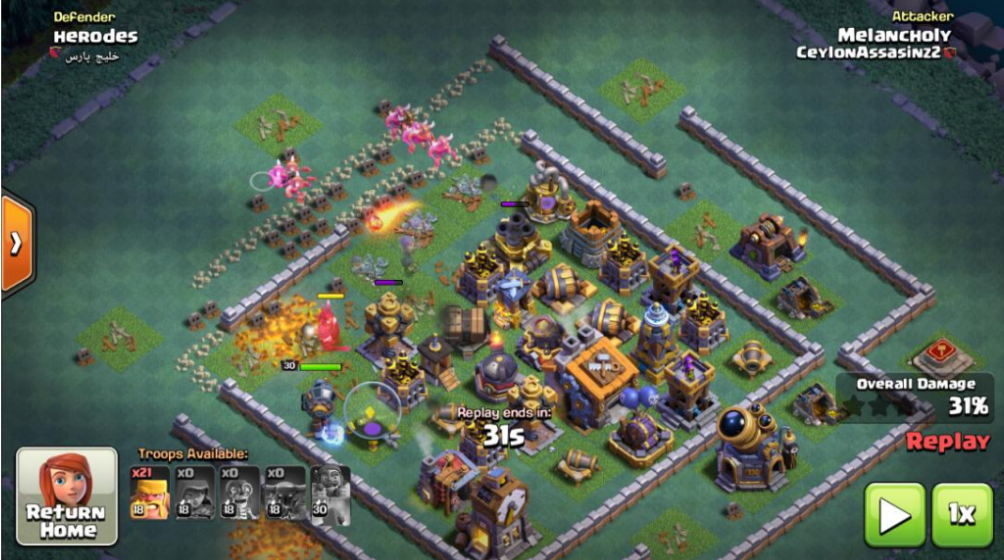 Defender
HERODES
خلیج پارس
Attacker
Melancholy
CeylonAssasinz2
30
Overall Damage
31%
Replay ends in:
31s
Replay
Troops Available:
x21
x0
x0
x0
18
18
18
18
30
Return
Home
1x